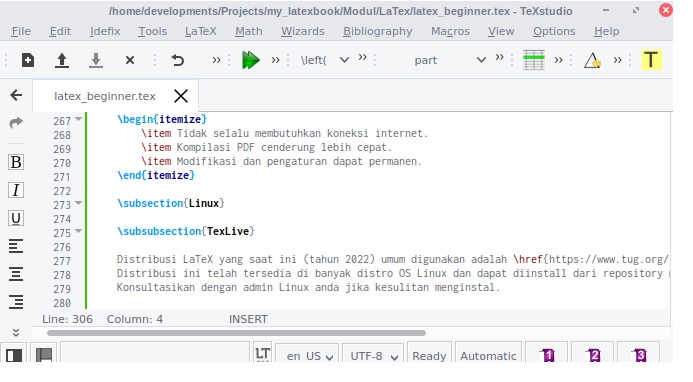 /home/developments/Projects/my_latexbook/Modul/LaTex/latex_beginner.tex - TeXstudio
File Edit Idefix Tools LaTeX Math Wizards Bibliography Macros View Options Help
\left( part T
latex_beginner.tex
267 \begin{itemize}
268 \item Tidak selalu membutuhkan koneksi internet.
269 \item Kompilasi PDF cenderung lebih cepat.
270 \item Modifikasi dan pengaturan dapat permanen.
271 \end{itemize}
272
273 \subsection{Linux}
274
275 \subsubsection{TexLive}
276
277 Distribusi LaTeX yang saat ini (tahun 2022) umum digunakan adalah \href{https://www.tug.org/
278 Distribusi ini telah tersedia di banyak distro OS Linux dan dapat diinstall dari repository
279 Konsultasikan dengan admin Linux anda jika kesulitan menginstal.
280
B
I
U
Line: 306 Column: 4 INSERT
LT en_US UTF-8 Ready Automatic 1 2 3